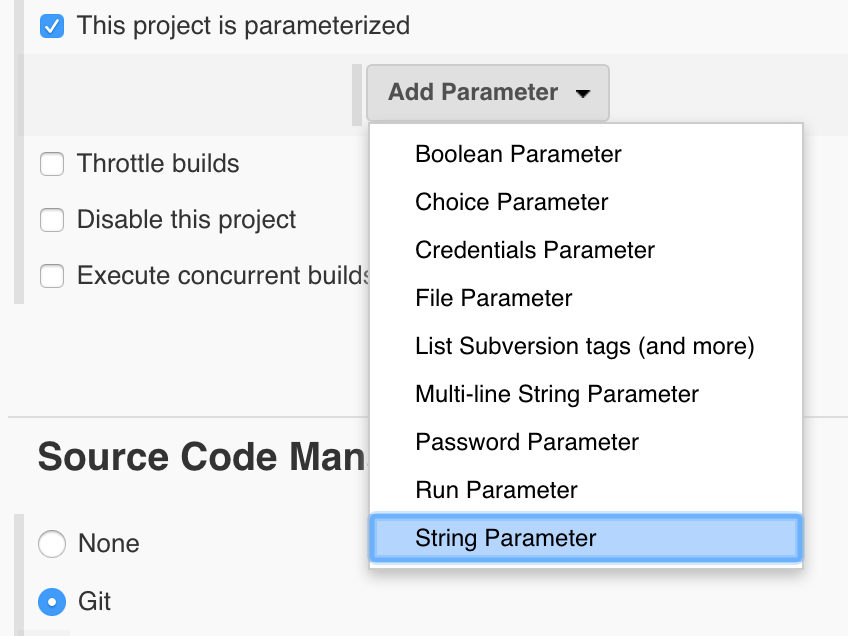 This project is parameterized
Add Parameter
Boolean Parameter
Throttle builds
Choice Parameter
Disable this project
Credentials Parameter
Execute concurrent builds
File Parameter
List Subversion tags (and more)
Multi-line String Parameter
Password Parameter
Source Code Man
Run Parameter
String Parameter
None
Git